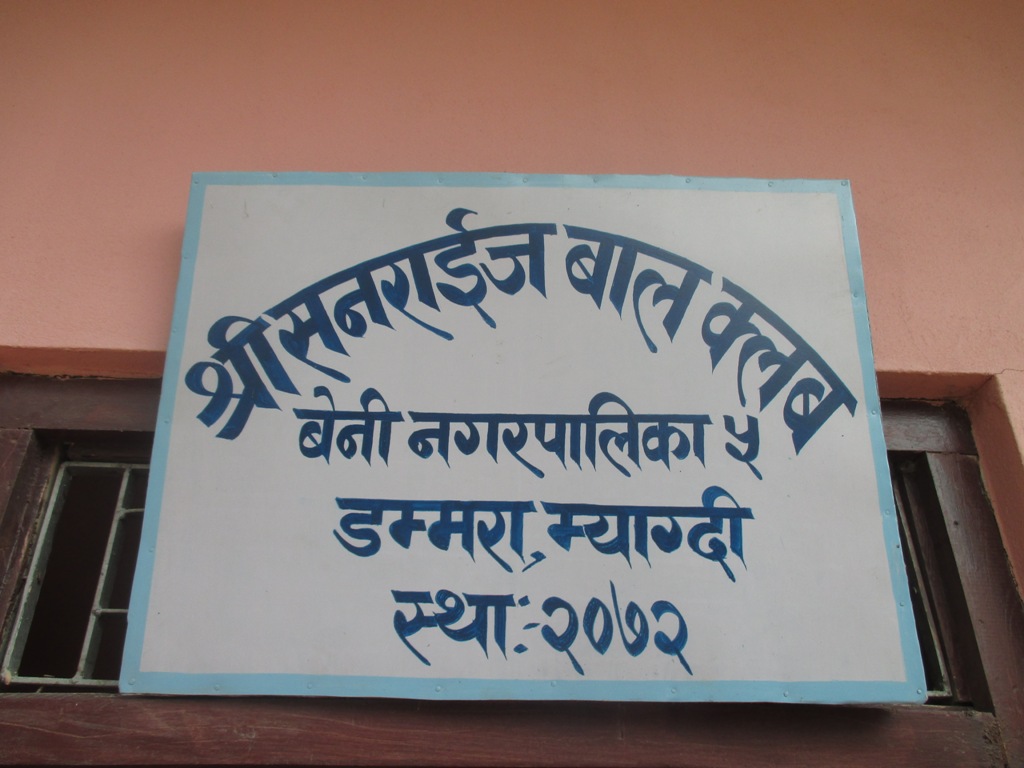 श्री सनराईज बाल क्लब
बेनी नगरपालिका ५
डम्मरा, म्याग्दी
स्था:-२०७२